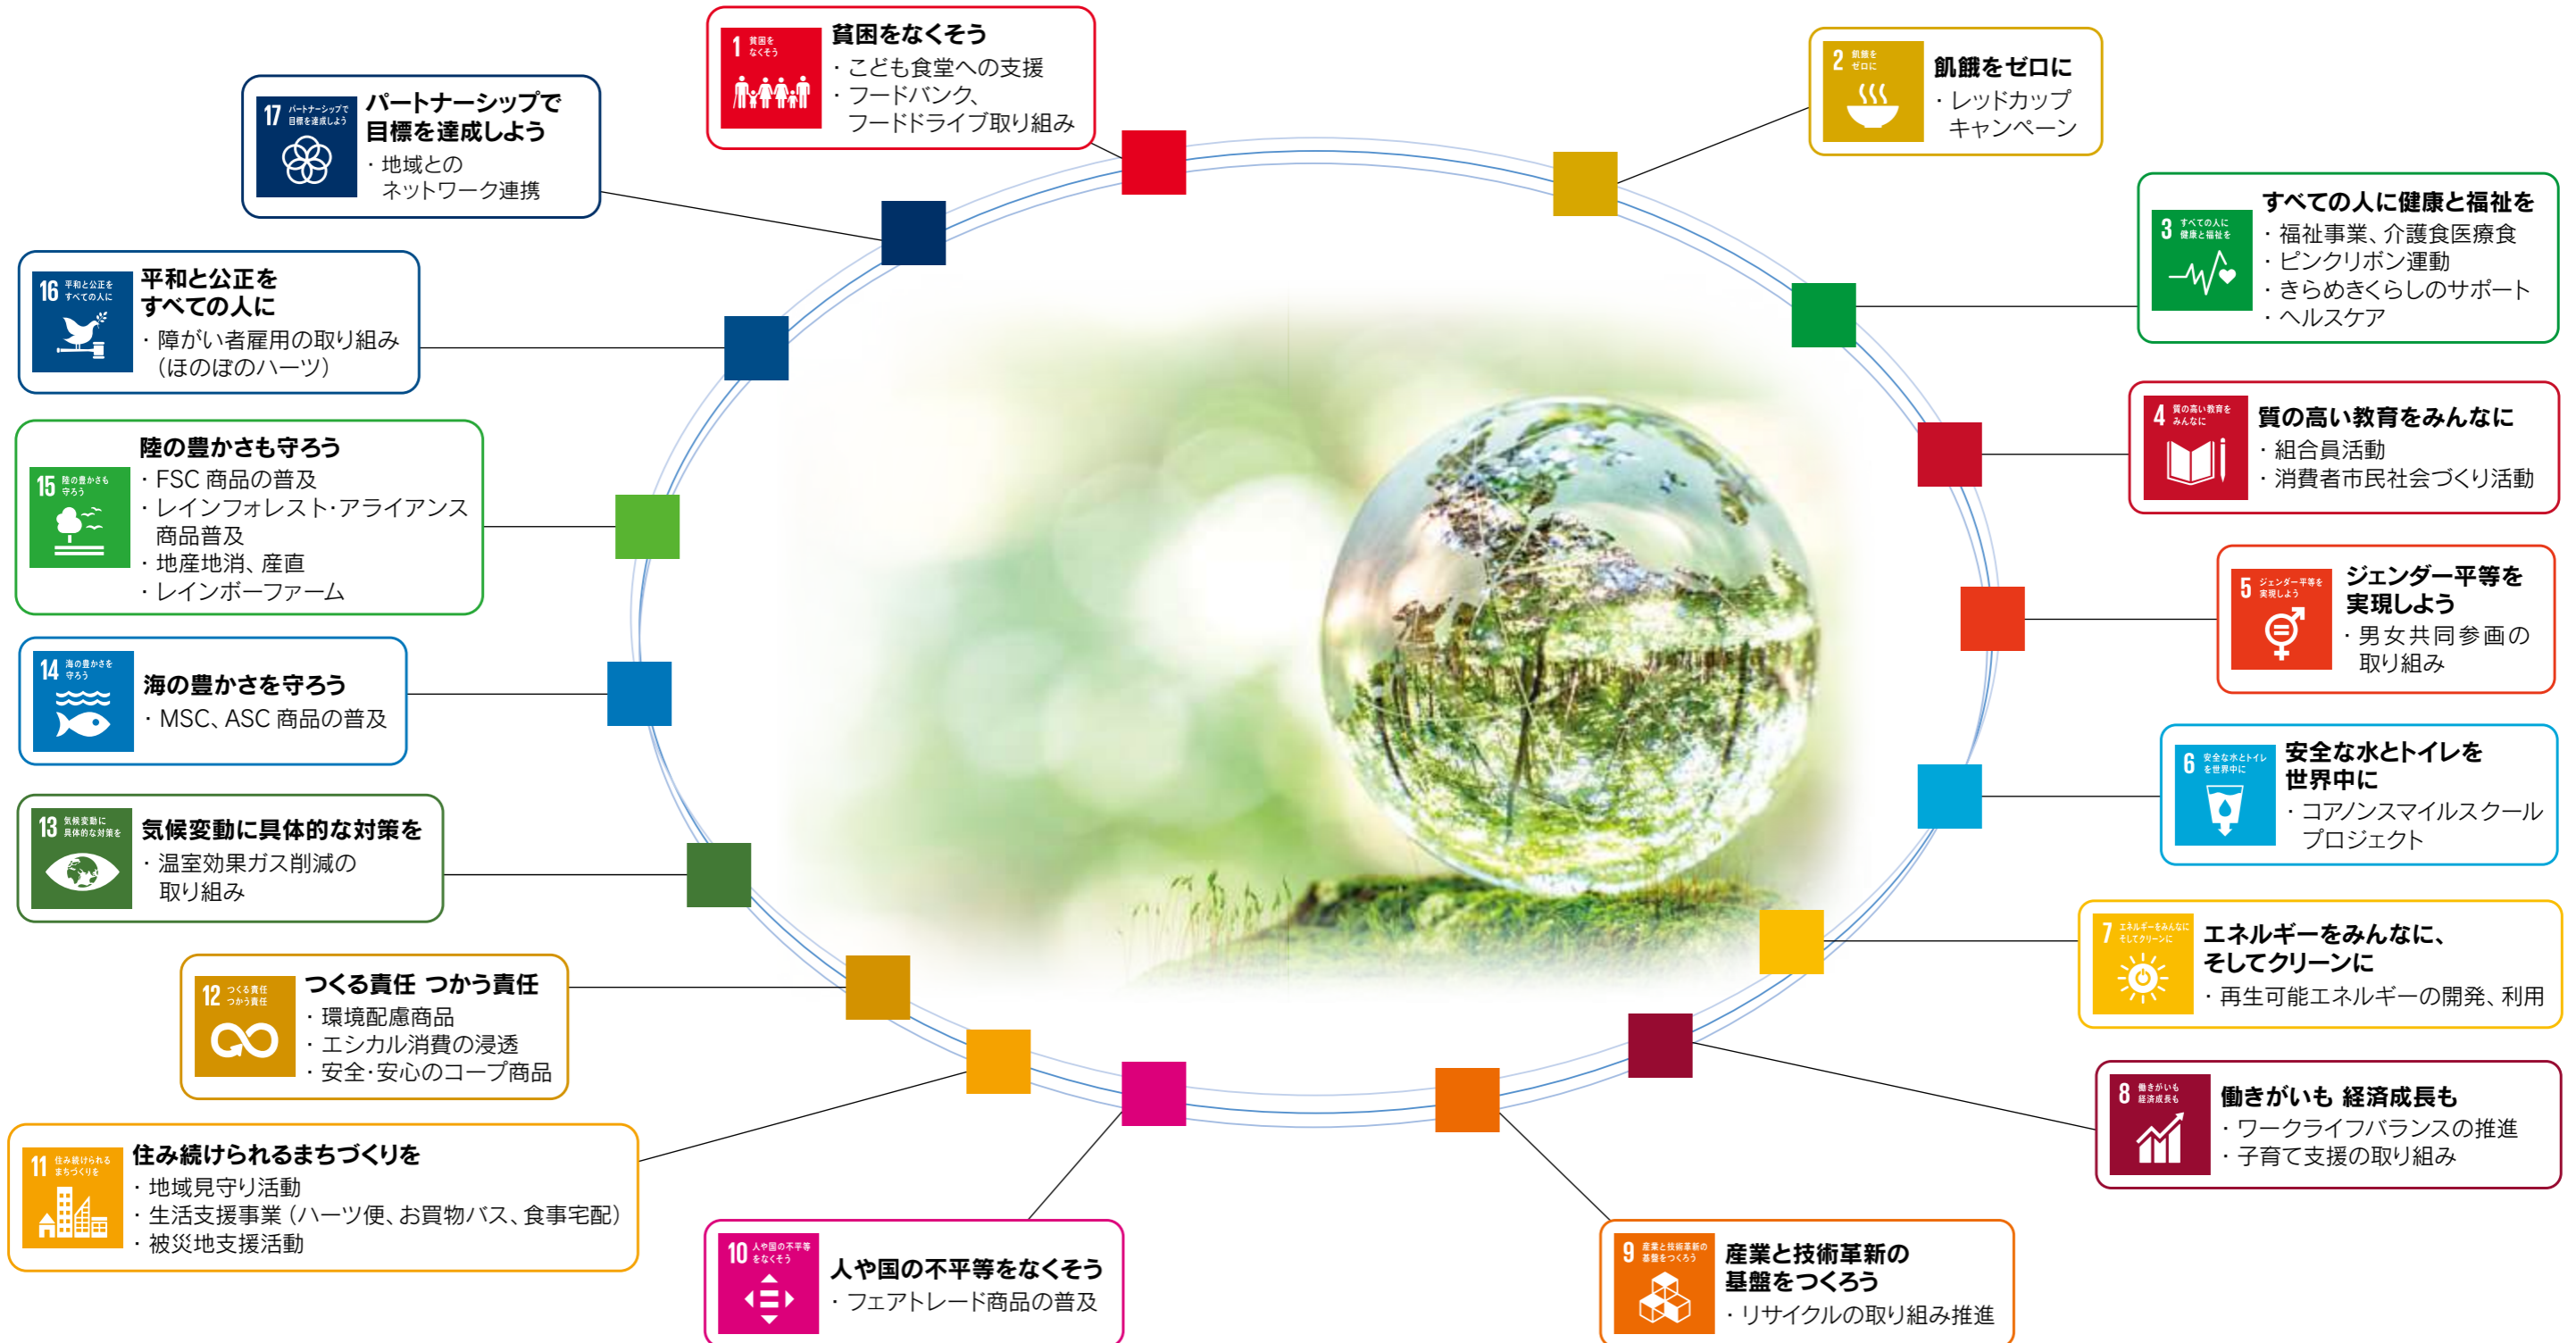 1 貧困を
なくそう
貧困をなくそう
・こども食堂への支援
・フードバンク、
フードドライブ取り組み
2 飢餓を
ゼロに
飢餓をゼロに
・レッドカップ
キャンペーン
3 すべての人に
健康と福祉を
すべての人に健康と福祉を
・福祉事業、介護食医療食
・ピンクリボン運動
・きらめきくらしのサポート
・ヘルスケア
4 質の高い教育を
みんなに
質の高い教育をみんなに
・組合員活動
・消費者市民社会づくり活動
5 ジェンダー平等を
実現しよう
ジェンダー平等を
実現しよう
・男女共同参画の
取り組み
6 安全な水とトイレ
を世界中に
安全な水とトイレを
世界中に
・コアノンスマイルスクール
プロジェクト
7 エネルギーをみんなに
そしてクリーンに
エネルギーをみんなに、
そしてクリーンに
・再生可能エネルギーの開発、利用
8 働きがいも
経済成長も
働きがいも 経済成長も
・ワークライフバランスの推進
・子育て支援の取り組み
9 産業と技術革新の
基盤をつくろう
産業と技術革新の
基盤をつくろう
・リサイクルの取り組み推進
10 人や国の不平等
をなくそう
人や国の不平等をなくそう
・フェアトレード商品の普及
11 住み続けられる
まちづくりを
住み続けられるまちづくりを
・地域見守り活動
・生活支援事業（ハーツ便、お買物バス、食事宅配）
・被災地支援活動
12 つくる責任
つかう責任
つくる責任 つかう責任
・環境配慮商品
・エシカル消費の浸透
・安全・安心のコープ商品
13 気候変動に
具体的な対策を
気候変動に具体的な対策を
・温室効果ガス削減の
取り組み
14 海の豊かさを
守ろう
海の豊かさを守ろう
・MSC、ASC 商品の普及
15 陸の豊かさも
守ろう
陸の豊かさも守ろう
・FSC 商品の普及
・レインフォレスト・アライアンス
商品普及
・地産地消、産直
・レインボーファーム
16 平和と公正を
すべての人に
平和と公正を
すべての人に
・障がい者雇用の取り組み
（ほのぼのハーツ）
17 パートナーシップで
目標を達成しよう
パートナーシップで
目標を達成しよう
・地域との
ネットワーク連携